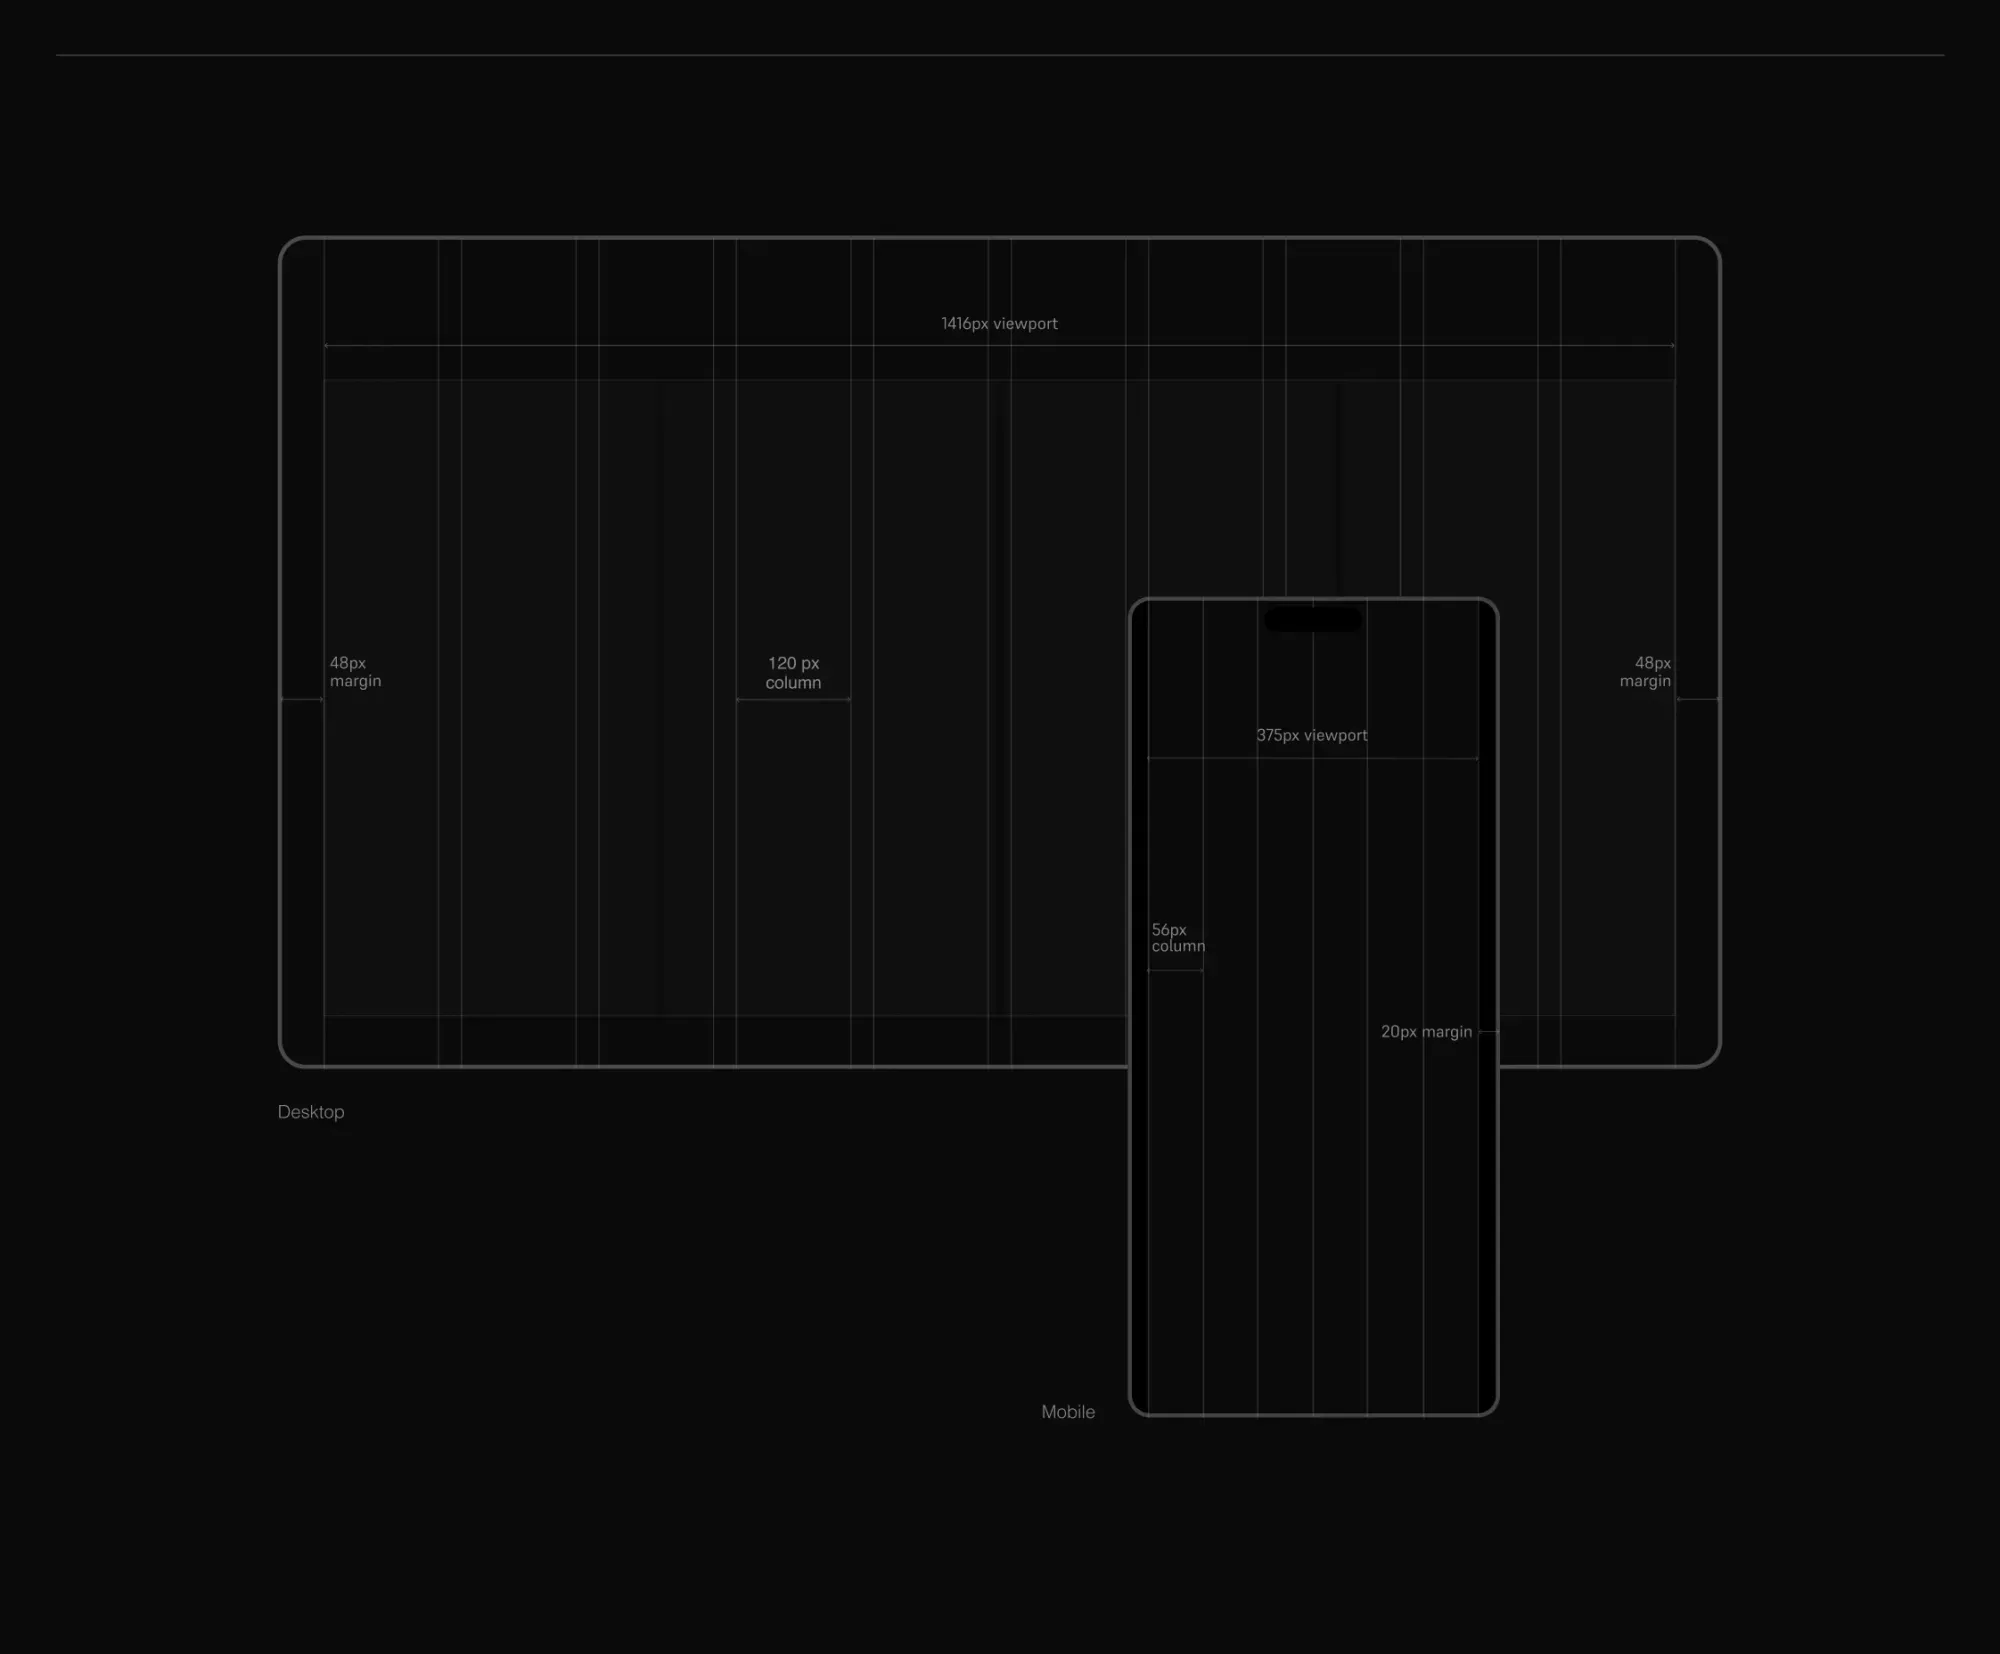 1416px viewport
48px
margin
120 px
column
48px
margin
375px viewport
56px
column
20px margin
Desktop
Mobile